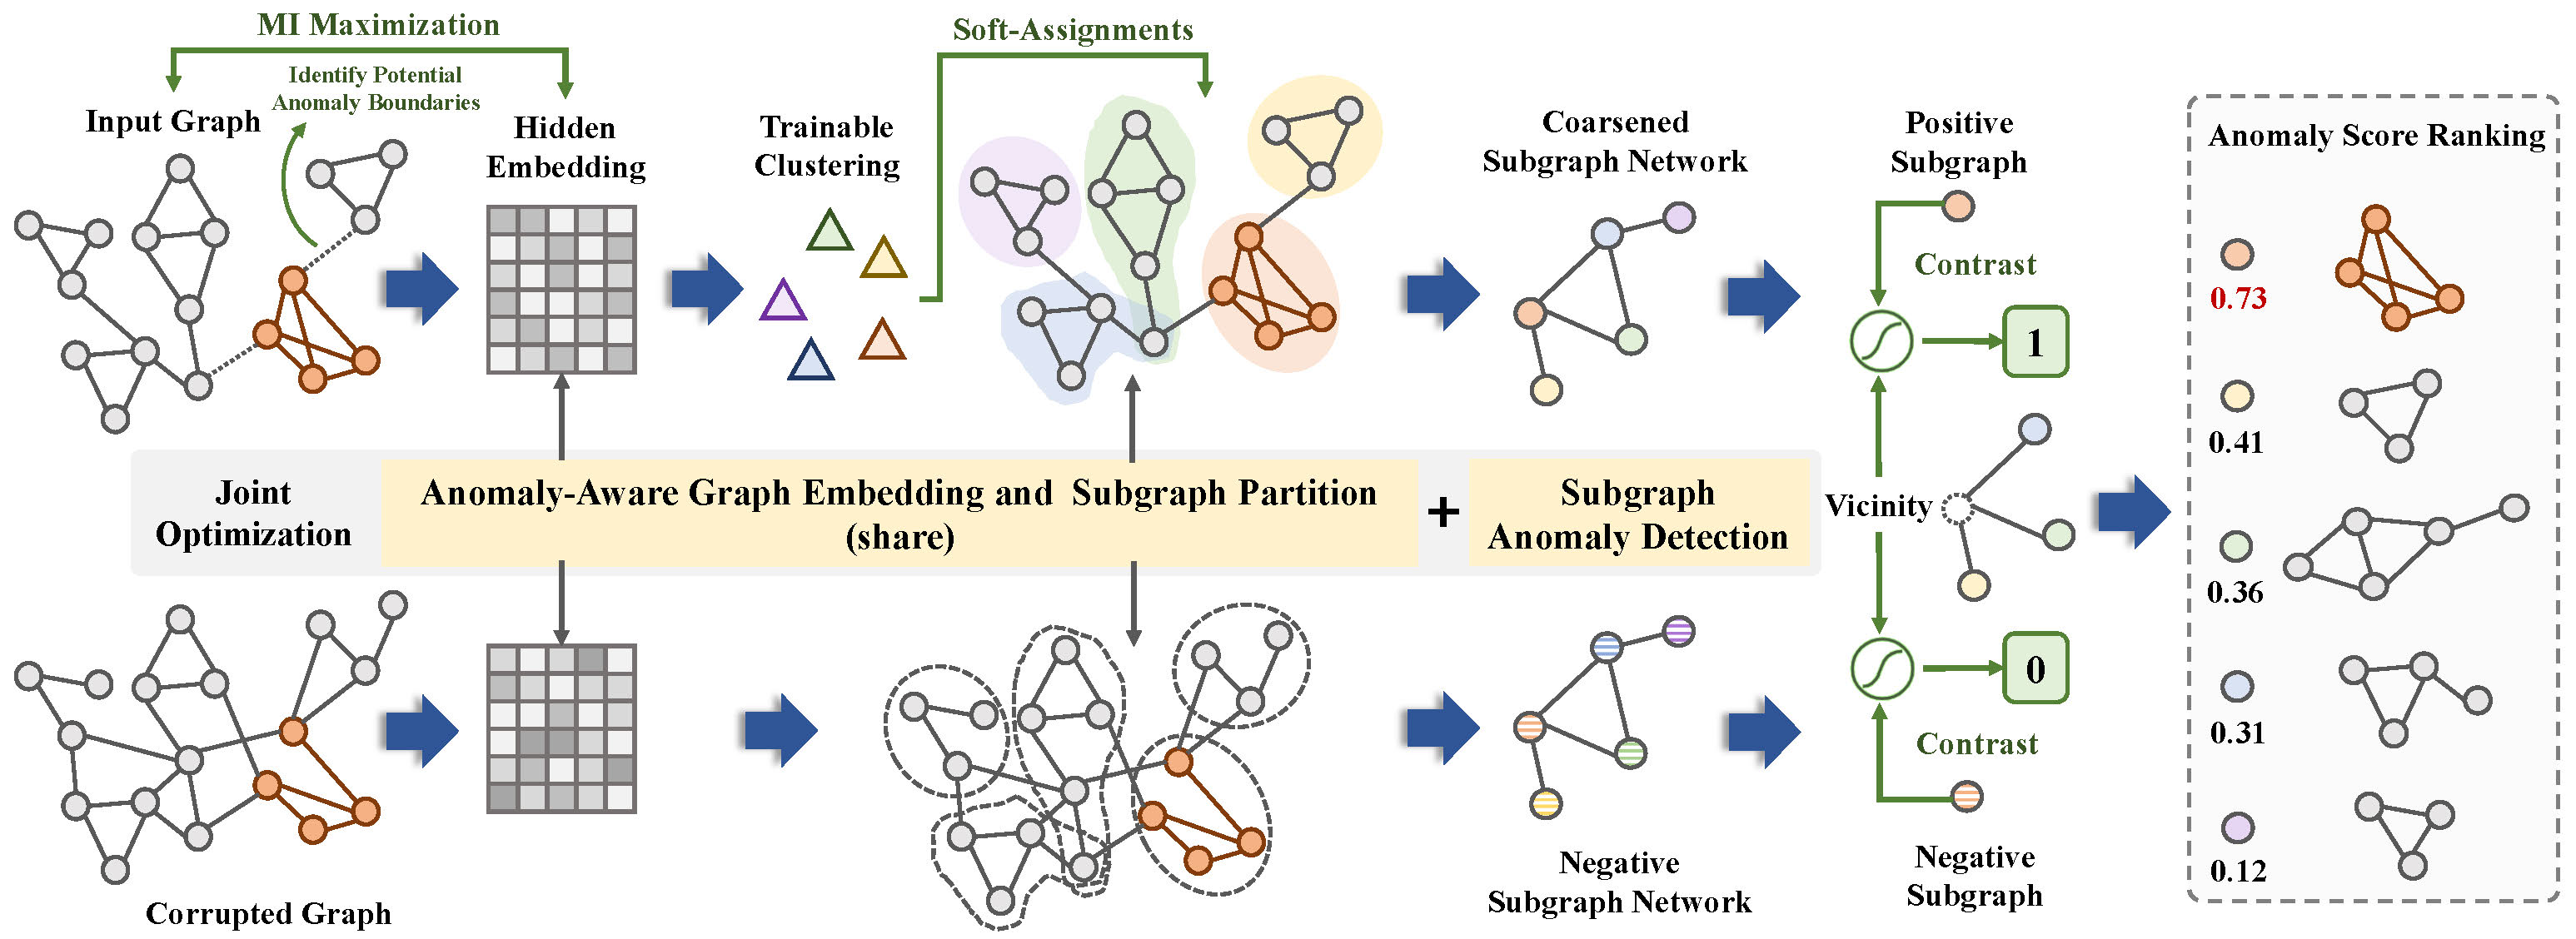 MI Maximization
Identify Potential
Anomaly Boundaries
Input Graph
Hidden
Embedding
Trainable
Clustering
Soft-Assignments
Coarsened
Subgraph Network
Positive
Subgraph
Contrast
1
Anomaly Score Ranking
0.73
0.41
0.36
0.31
0.12
Joint
Optimization
Anomaly-Aware Graph Embedding and Subgraph Partition
(share)
+
Subgraph
Anomaly Detection
Vicinity
0
Contrast
Corrupted Graph
Negative
Subgraph Network
Negative
Subgraph